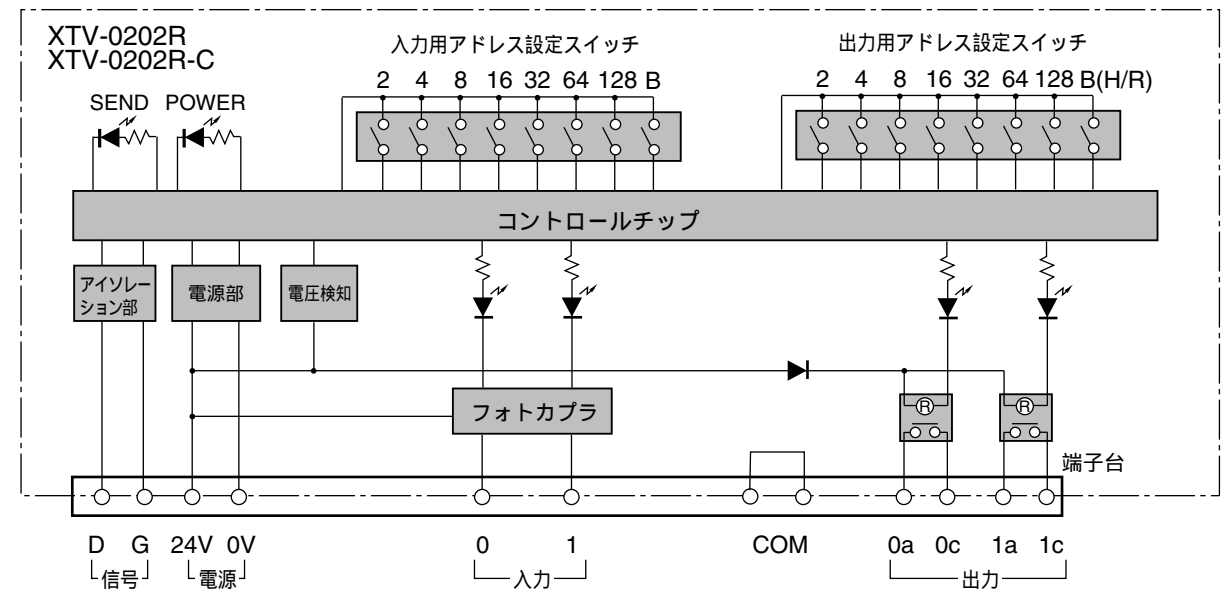 XTV-0202R
XTV-0202R-C
入力用アドレス設定スイッチ
出力用アドレス設定スイッチ
2 4 8 16 32 64 128 B
2 4 8 16 32 64 128 B(H/R)
SEND POWER
コントロールチップ
アイソレー
ション部
電源部
電圧検知
フォトカプラ
R
R
端子台
D G 24V 0V 0 1 COM 0a 0c 1a 1c
信号 電源 入力 出力